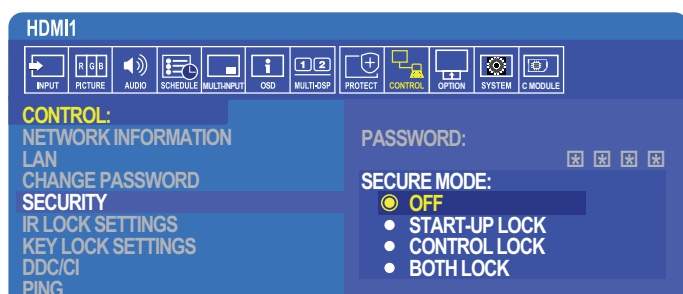 HDMI1
INPUT RGB PICTURE AUDIO SCHEDULE MULTI-INPUT OSD 12 MULTI-DSP PROTECT CONTROL OPTION SYSTEM C MODULE
CONTROL:
NETWORK INFORMATION
LAN
CHANGE PASSWORD
SECURITY
IR LOCK SETTINGS
KEY LOCK SETTINGS
DDC/CI
PING
PASSWORD:
* * * *
SECURE MODE:
OFF
START-UP LOCK
CONTROL LOCK
BOTH LOCK